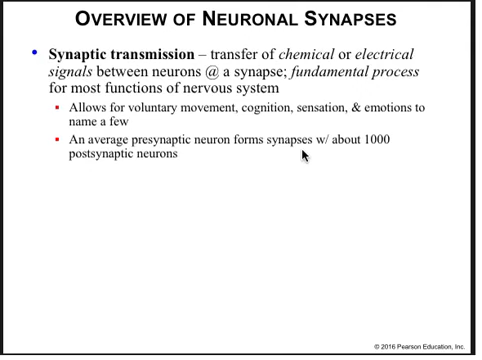 OVERVIEW OF NEURONAL SYNAPSES
• Synaptic transmission – transfer of chemical or electrical
signals between neurons @ a synapse; fundamental process
for most functions of nervous system
▪ Allows for voluntary movement, cognition, sensation, & emotions to
name a few
▪ An average presynaptic neuron forms synapses w/ about 1000
postsynaptic neurons
© 2016 Pearson Education, Inc.